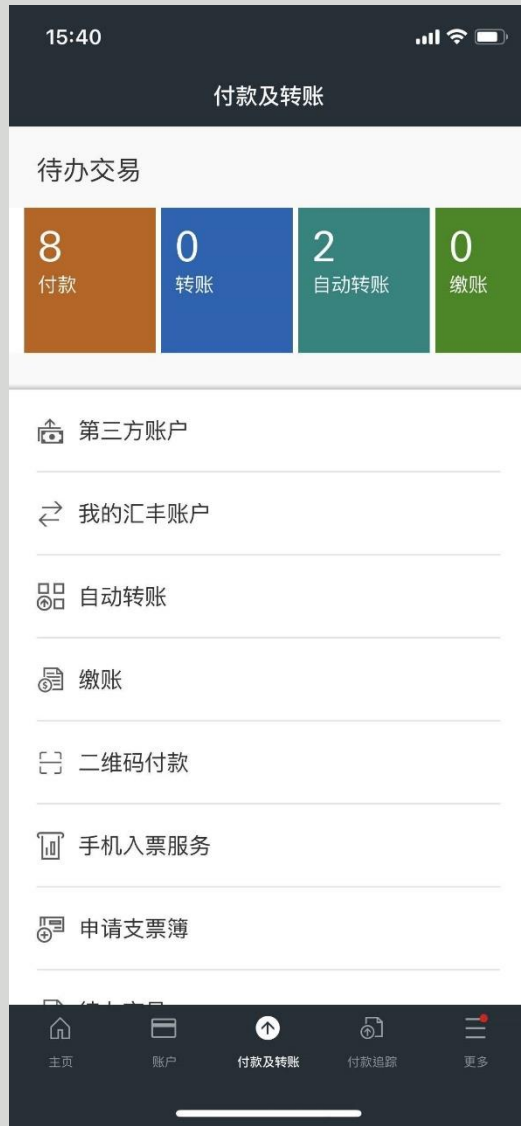 15:40
付款及转账
待办交易
8 0 2 0
付款 转账 自动转账 缴账
第三方账户
我的汇丰账户
自动转账
缴账
二维码付款
手机入票服务
申请支票簿
主页 账户 付款及转账 付款追踪 更多